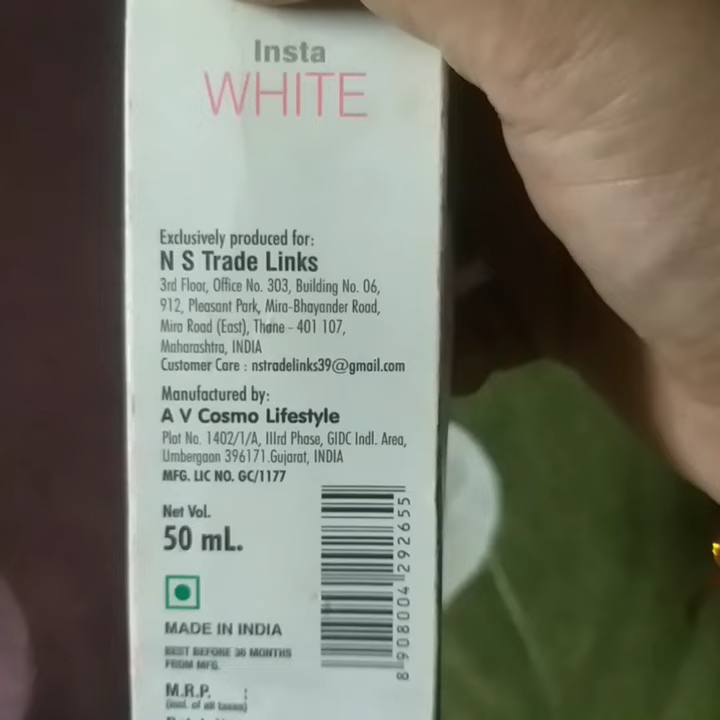 Insta
WHITE
Exclusively produced for:
N S Trade Links
3rd Floor, Office No. 303, Building No. 06,
912, Pleasant Park, Mira-Bhayander Road,
Mira Road (East), Thane - 401 107,
Maharashtra, INDIA
Customer Care : nstradelinks39@gmail.com
Manufactured by:
A V Cosmo Lifestyle
Plot No. 1402/1/A, IIIrd Phase, GIDC Indl. Area,
Umbergaon 396171.Gujarat, INDIA
MFG. LIC NO. GC/1177
Net Vol.
50 mL.
8 908004 292655
MADE IN INDIA
BEST BEFORE 36 MONTHS
FROM MFG.
M.R.P. :
(incl. of all taxes)